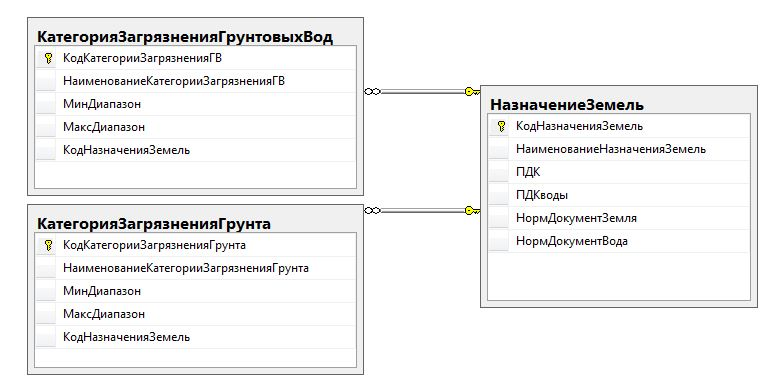 КатегорияЗагрязненияГрунтовыхВод
КодКатегорииЗагрязненияГВ
НаименованиеКатегорииЗагрязненияГВ
МинДиапазон
МаксДиапазон
КодНазначенияЗемель
КатегорияЗагрязненияГрунта
КодКатегорииЗагрязненияГрунта
НаименованиеКатегорииЗагрязненияГрунта
МинДиапазон
МаксДиапазон
КодНазначенияЗемель
НазначениеЗемель
КодНазначенияЗемель
НаименованиеНазначенияЗемель
ПДК
ПДКводы
НормДокументЗемля
НормДокументВода